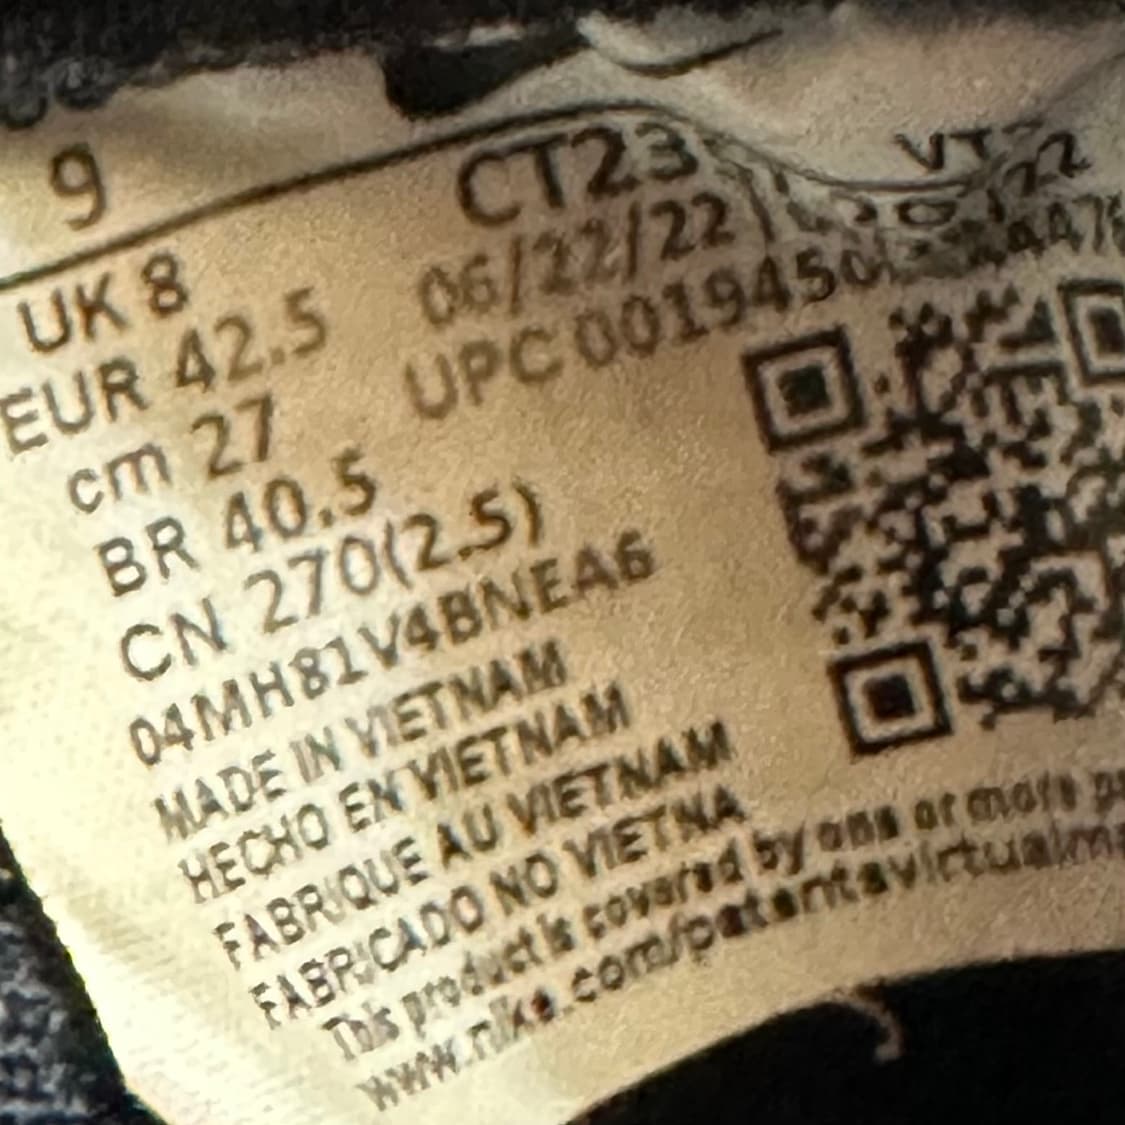 9
UK 8
EUR 42.5
cm 27
BR 40.5
CN 270(2.5)
04MH81V4BNEA6
MADE IN VIETNAM
HECHO EN VIETNAM
FABRIQUE AU VIETNAM
FABRICADO NO VIETNA
This product is covered by one or more
www.nike.com/patents
CT23
06/22/22
UPC